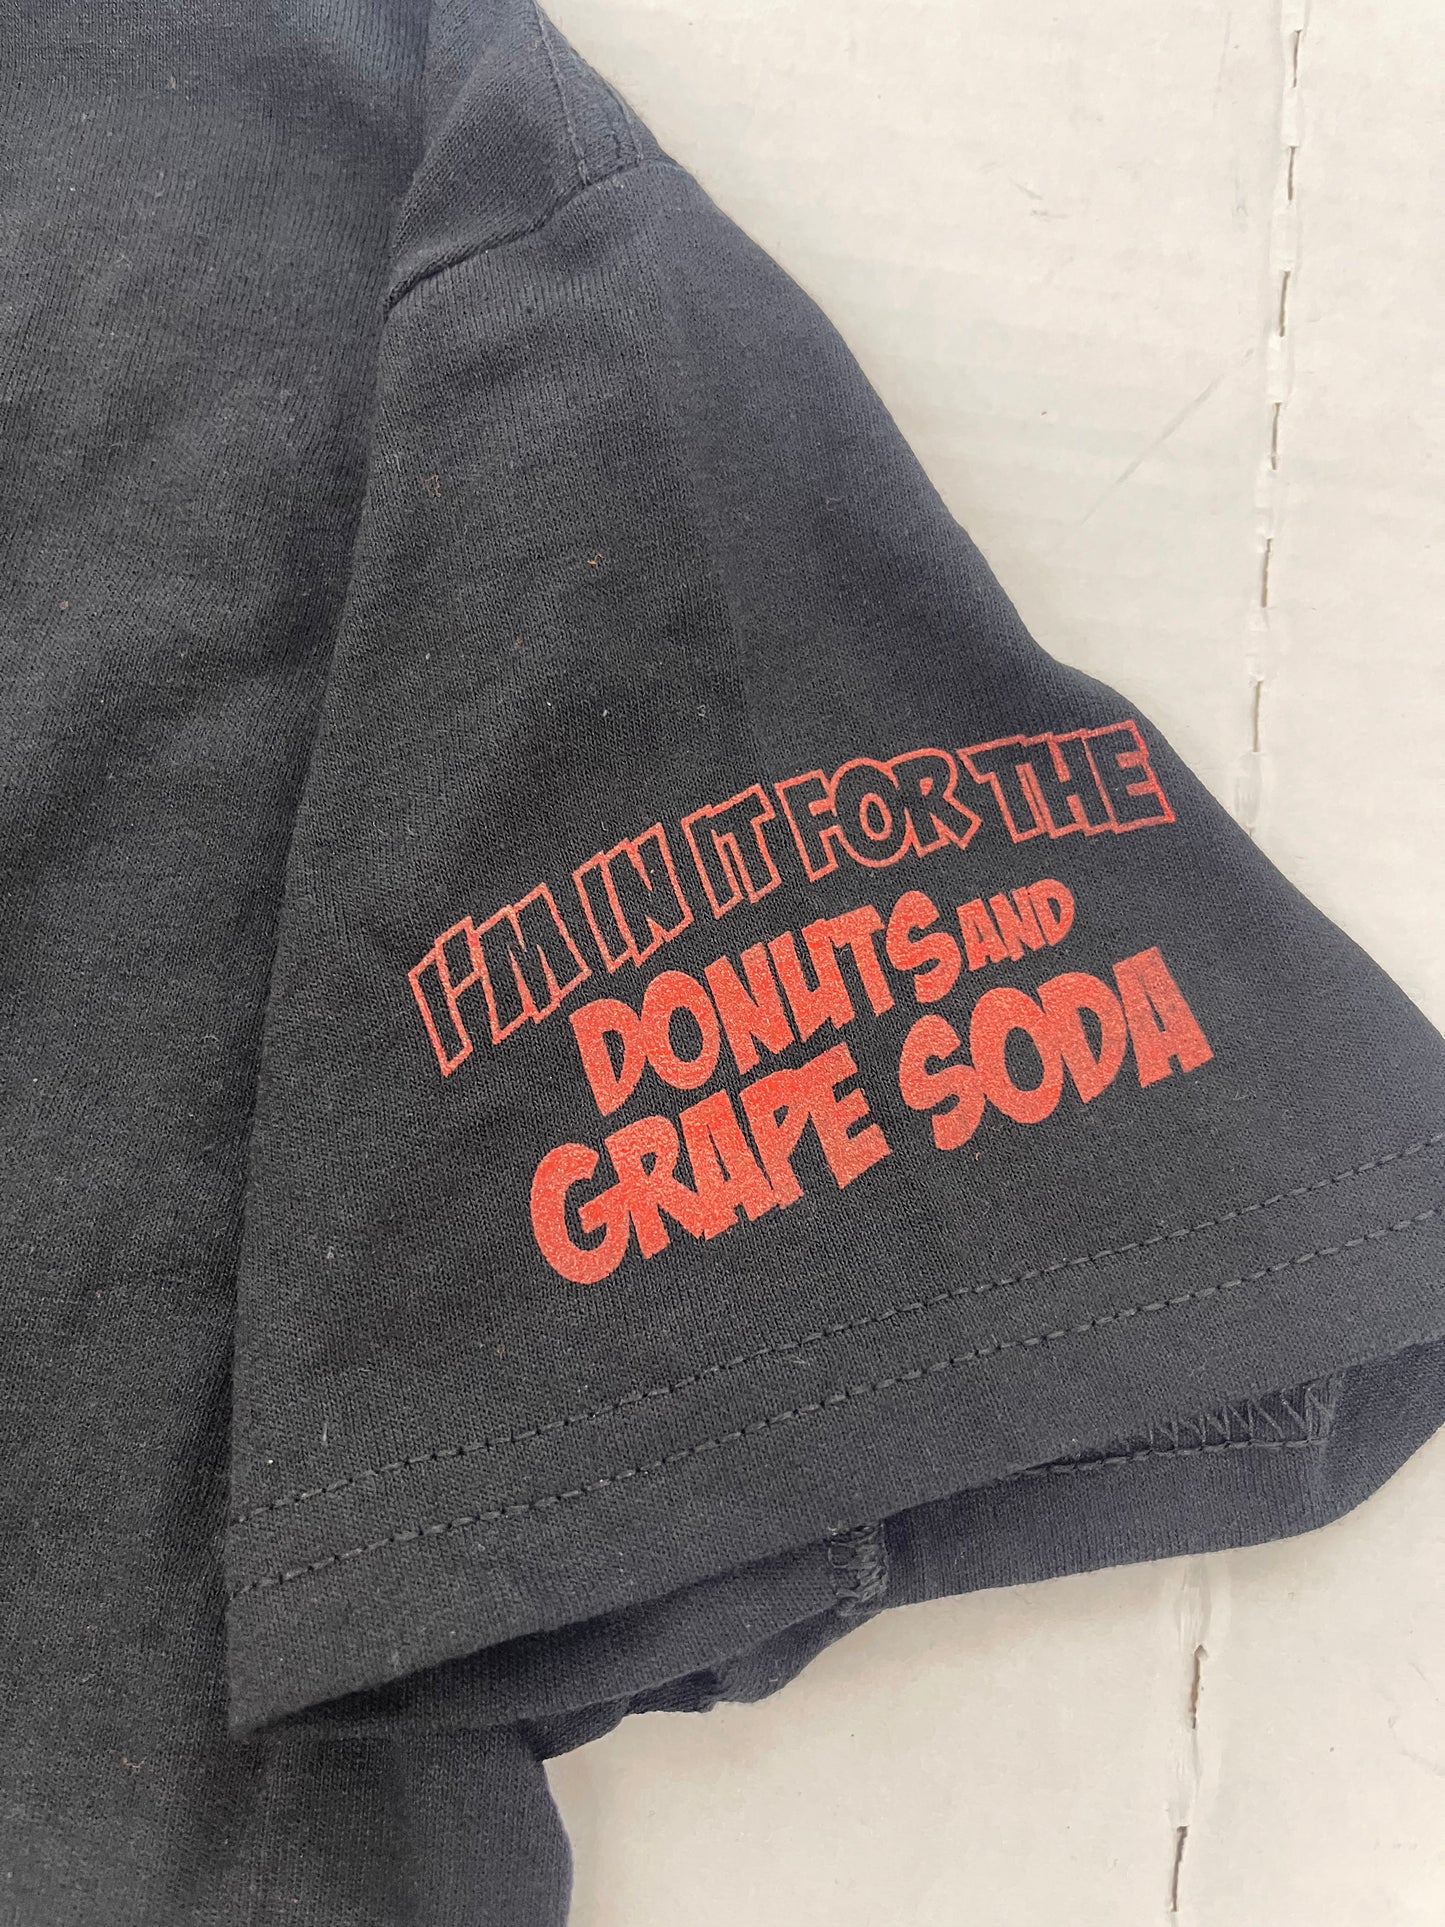 I'M IN IT FOR THE
DONUTS AND
GRAPE SODA